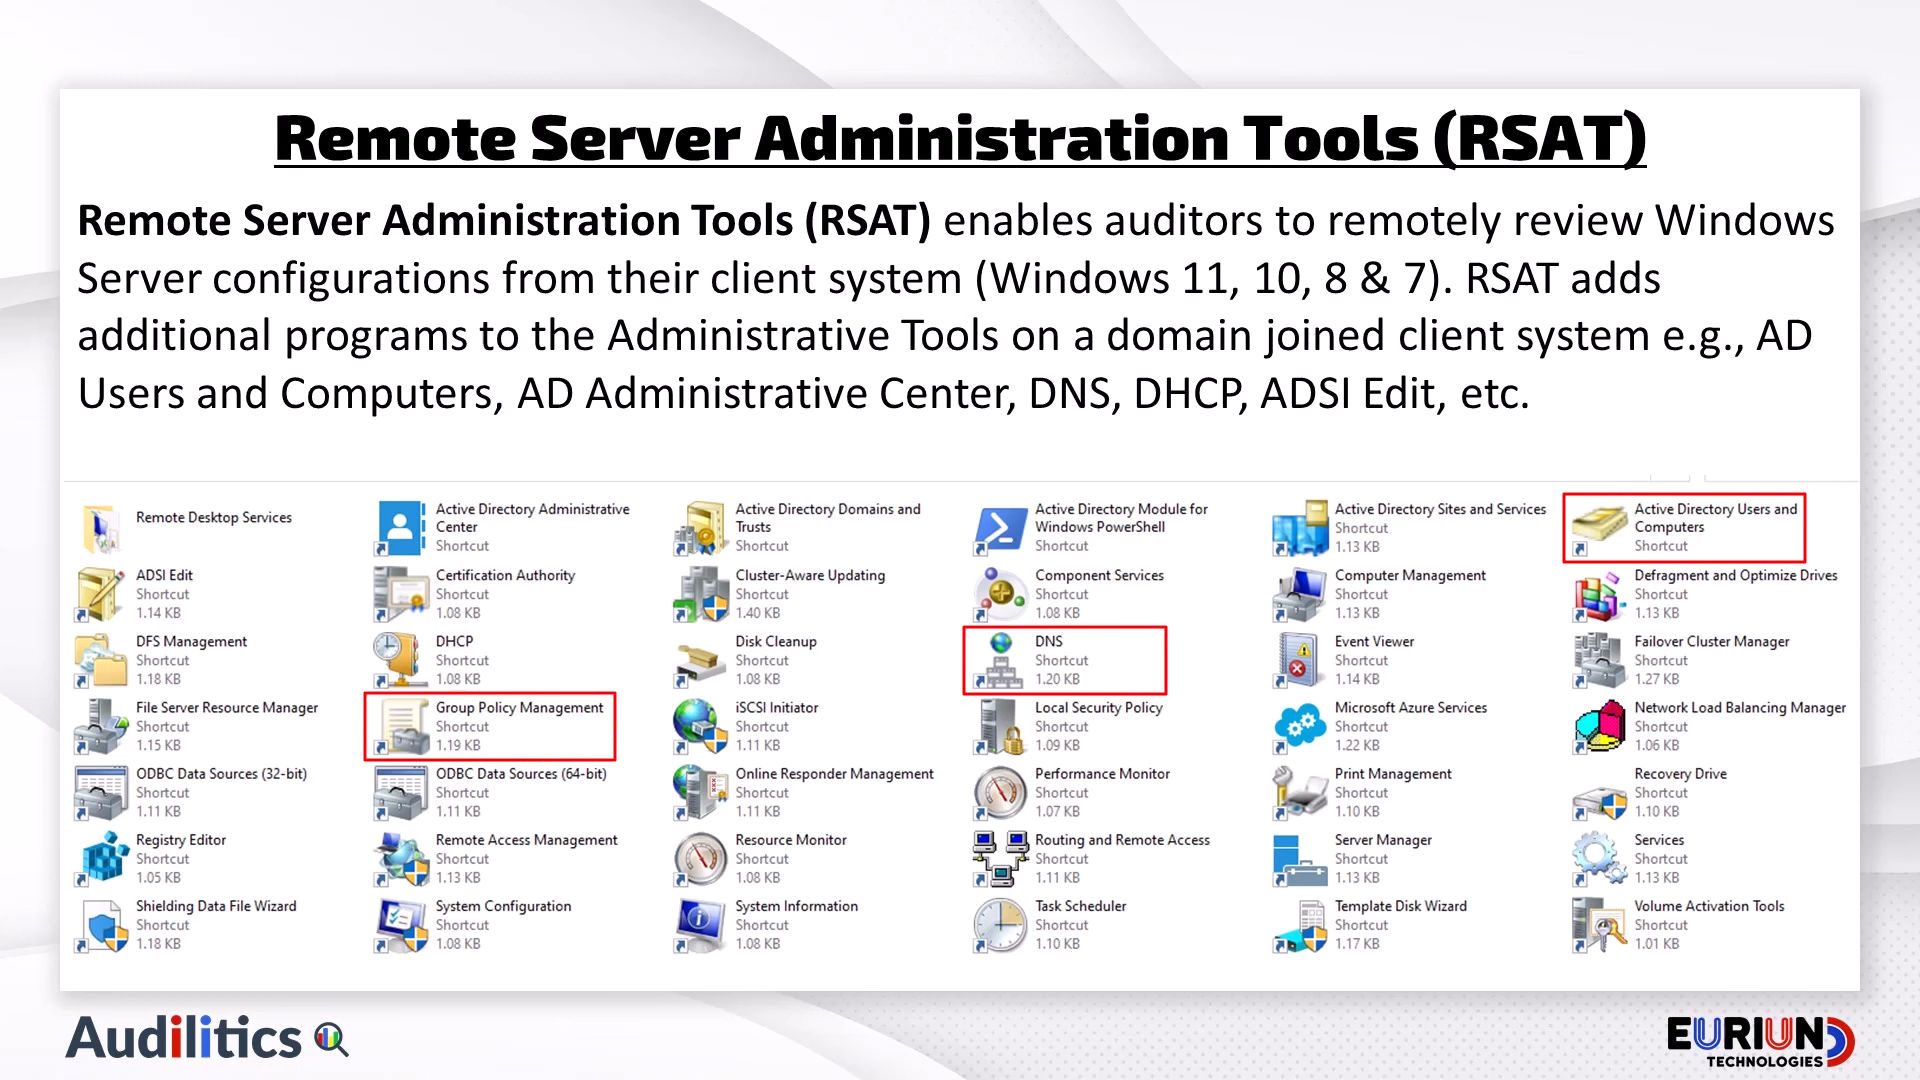 Remote Server Administration Tools (RSAT)
Remote Server Administration Tools (RSAT) enables auditors to remotely review Windows
Server configurations from their client system (Windows 11, 10, 8 & 7). RSAT adds
additional programs to the Administrative Tools on a domain joined client system e.g., AD
Users and Computers, AD Administrative Center, DNS, DHCP, ADSI Edit, etc.
Remote Desktop Services
Active Directory Administrative
Center
Shortcut
Active Directory Domains and
Trusts
Shortcut
Active Directory Module for
Windows PowerShell
Shortcut
Active Directory Sites and Services
Shortcut
1.13 KB
Active Directory Users and
Computers
Shortcut
ADSI Edit
Shortcut
1.14 KB
Certification Authority
Shortcut
1.08 KB
Cluster-Aware Updating
Shortcut
1.40 KB
Component Services
Shortcut
1.08 KB
Computer Management
Shortcut
1.13 KB
Defragment and Optimize Drives
Shortcut
1.13 KB
DFS Management
Shortcut
1.18 KB
DHCP
Shortcut
1.08 KB
Disk Cleanup
Shortcut
1.08 KB
DNS
Shortcut
1.20 KB
Event Viewer
Shortcut
1.14 KB
Failover Cluster Manager
Shortcut
1.27 KB
File Server Resource Manager
Shortcut
1.15 KB
Group Policy Management
Shortcut
1.19 KB
iSCSI Initiator
Shortcut
1.11 KB
Local Security Policy
Shortcut
1.09 KB
Microsoft Azure Services
Shortcut
1.22 KB
Network Load Balancing Manager
Shortcut
1.06 KB
ODBC Data Sources (32-bit)
Shortcut
1.11 KB
ODBC Data Sources (64-bit)
Shortcut
1.11 KB
Online Responder Management
Shortcut
1.11 KB
Performance Monitor
Shortcut
1.07 KB
Print Management
Shortcut
1.10 KB
Recovery Drive
Shortcut
1.10 KB
Registry Editor
Shortcut
1.05 KB
Remote Access Management
Shortcut
1.13 KB
Resource Monitor
Shortcut
1.08 KB
Routing and Remote Access
Shortcut
1.11 KB
Server Manager
Shortcut
1.13 KB
Services
Shortcut
1.13 KB
Shielding Data File Wizard
Shortcut
1.18 KB
System Configuration
Shortcut
1.08 KB
System Information
Shortcut
1.08 KB
Task Scheduler
Shortcut
1.10 KB
Template Disk Wizard
Shortcut
1.17 KB
Volume Activation Tools
Shortcut
1.01 KB
Audilitics
EURIUN
TECHNOLOGIES